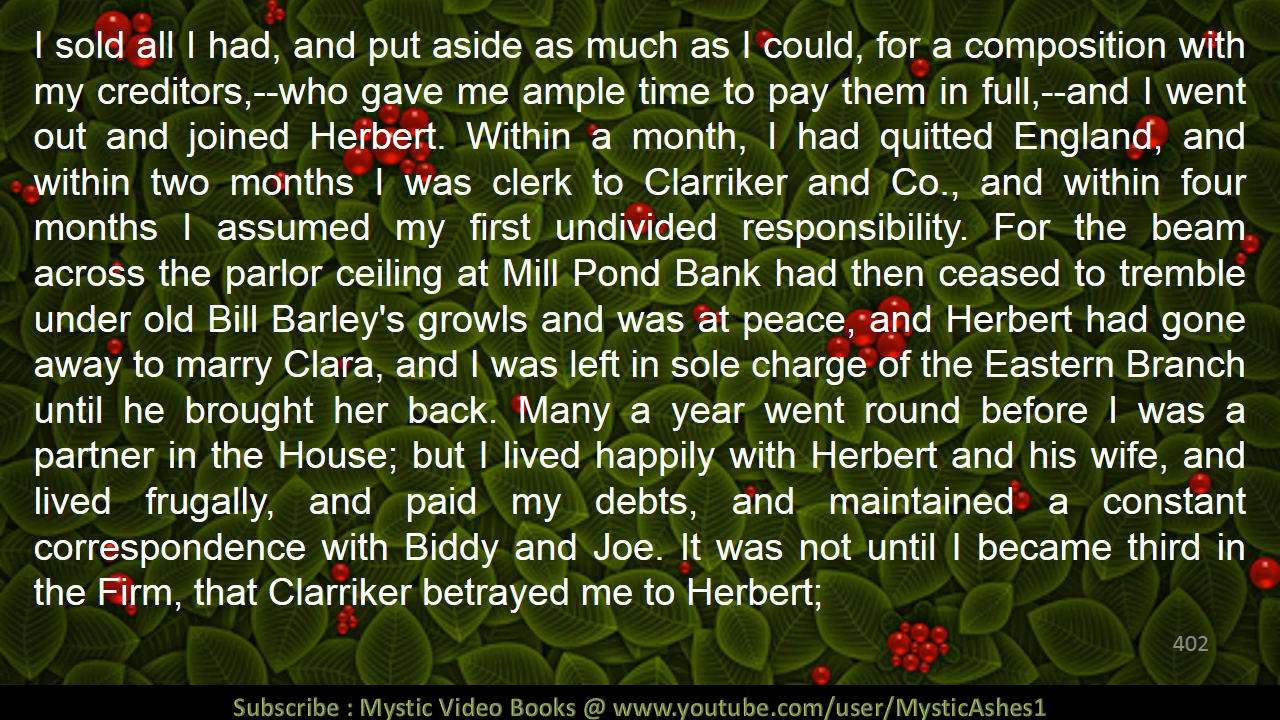 I sold all I had, and put aside as much as I could, for a composition with
my creditors,--who gave me ample time to pay them in full,--and I went
out and joined Herbert. Within a month, I had quitted England, and
within two months I was clerk to Clarriker and Co., and within four
months I assumed my first undivided responsibility. For the beam
across the parlor ceiling at Mill Pond Bank had then ceased to tremble
under old Bill Barley's growls and was at peace, and Herbert had gone
away to marry Clara, and I was left in sole charge of the Eastern Branch
until he brought her back. Many a year went round before I was a
partner in the House; but I lived happily with Herbert and his wife, and
lived frugally, and paid my debts, and maintained a constant
correspondence with Biddy and Joe. It was not until I became third in
the Firm, that Clarriker betrayed me to Herbert;
402
Subscribe : Mystic Video Books @ www.youtube.com/user/MysticAshes1